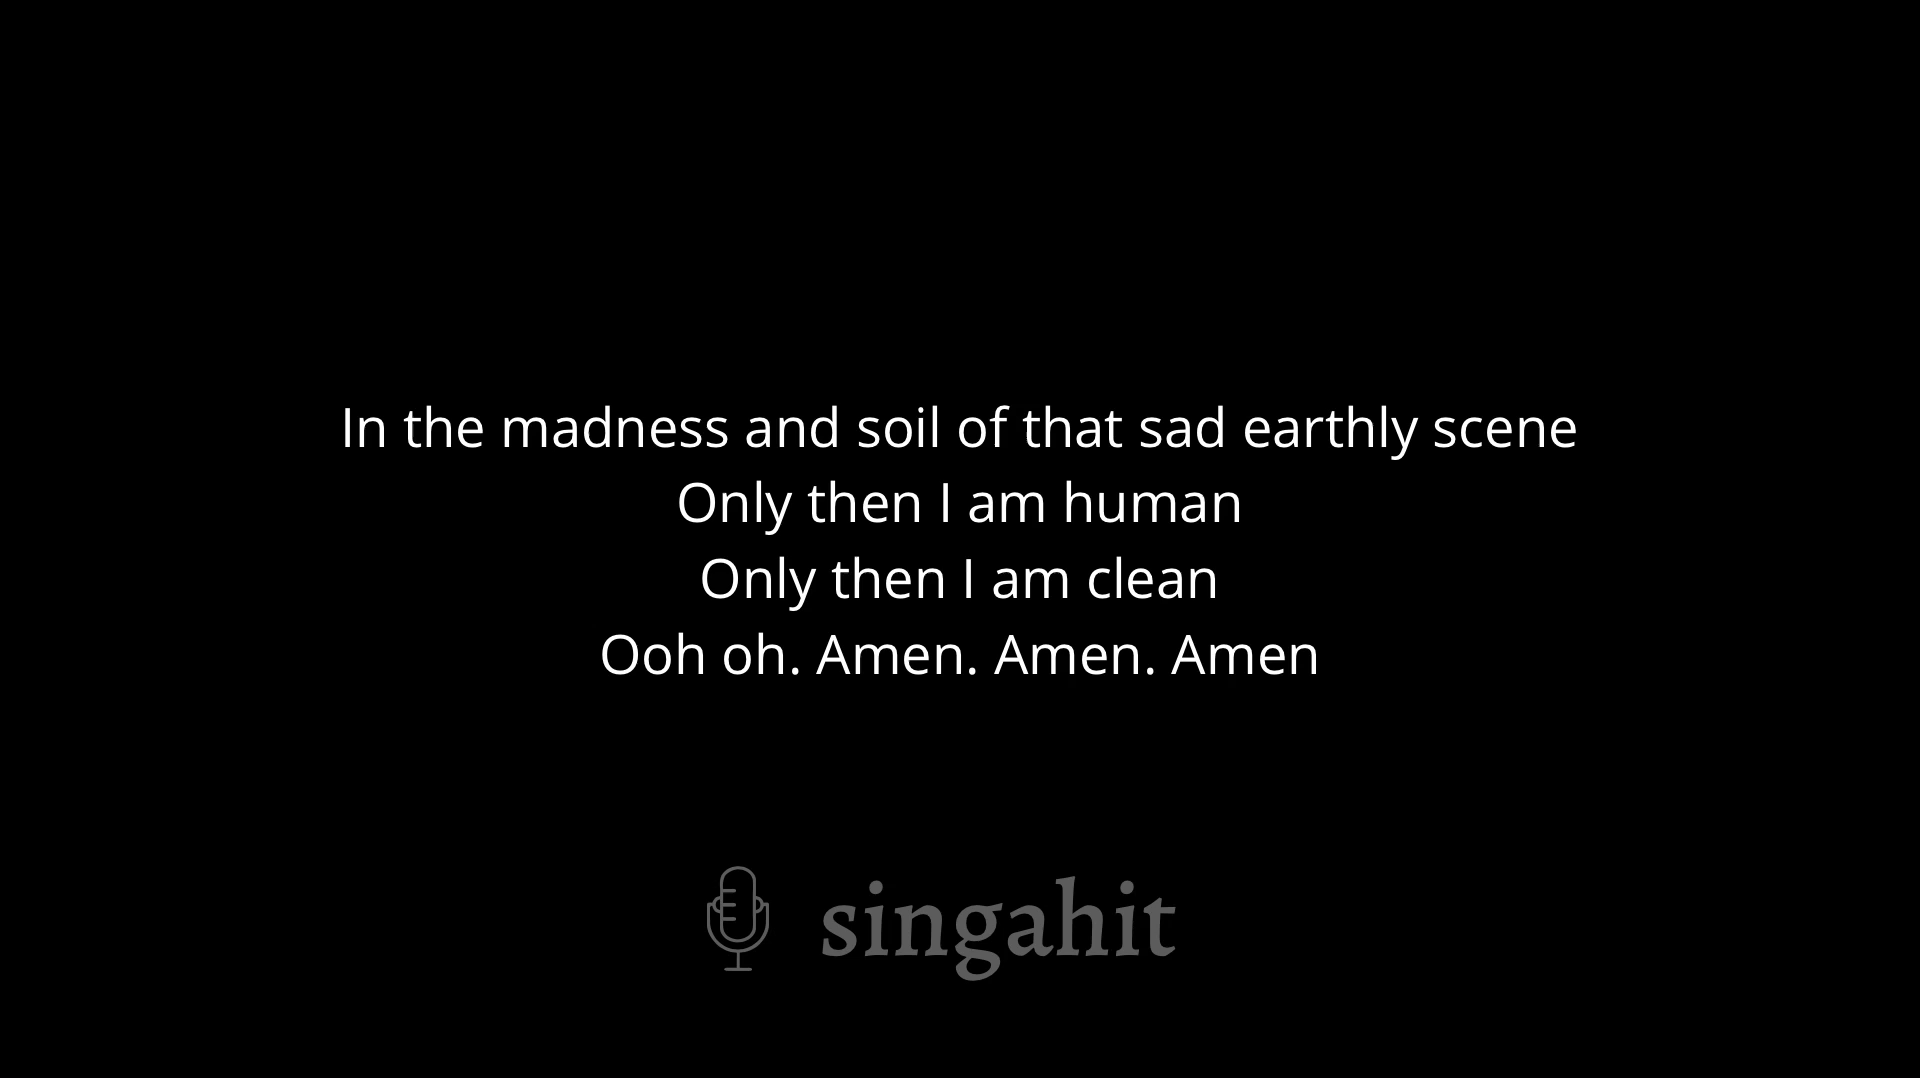 In the madness and soil of that sad earthly scene
Only then I am human
Only then I am clean
Ooh oh. Amen. Amen. Amen
singahit